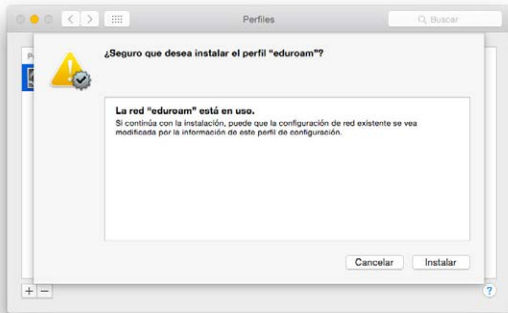 Perfiles
Buscar
¿Seguro que desea instalar el perfil "eduroam"?
La red "eduroam" está en uso.
Si continúa con la instalación, puede que la configuración de red existente se vea
modificada por la información de este perfil de configuración.
Cancelar
Instalar
+ −
?